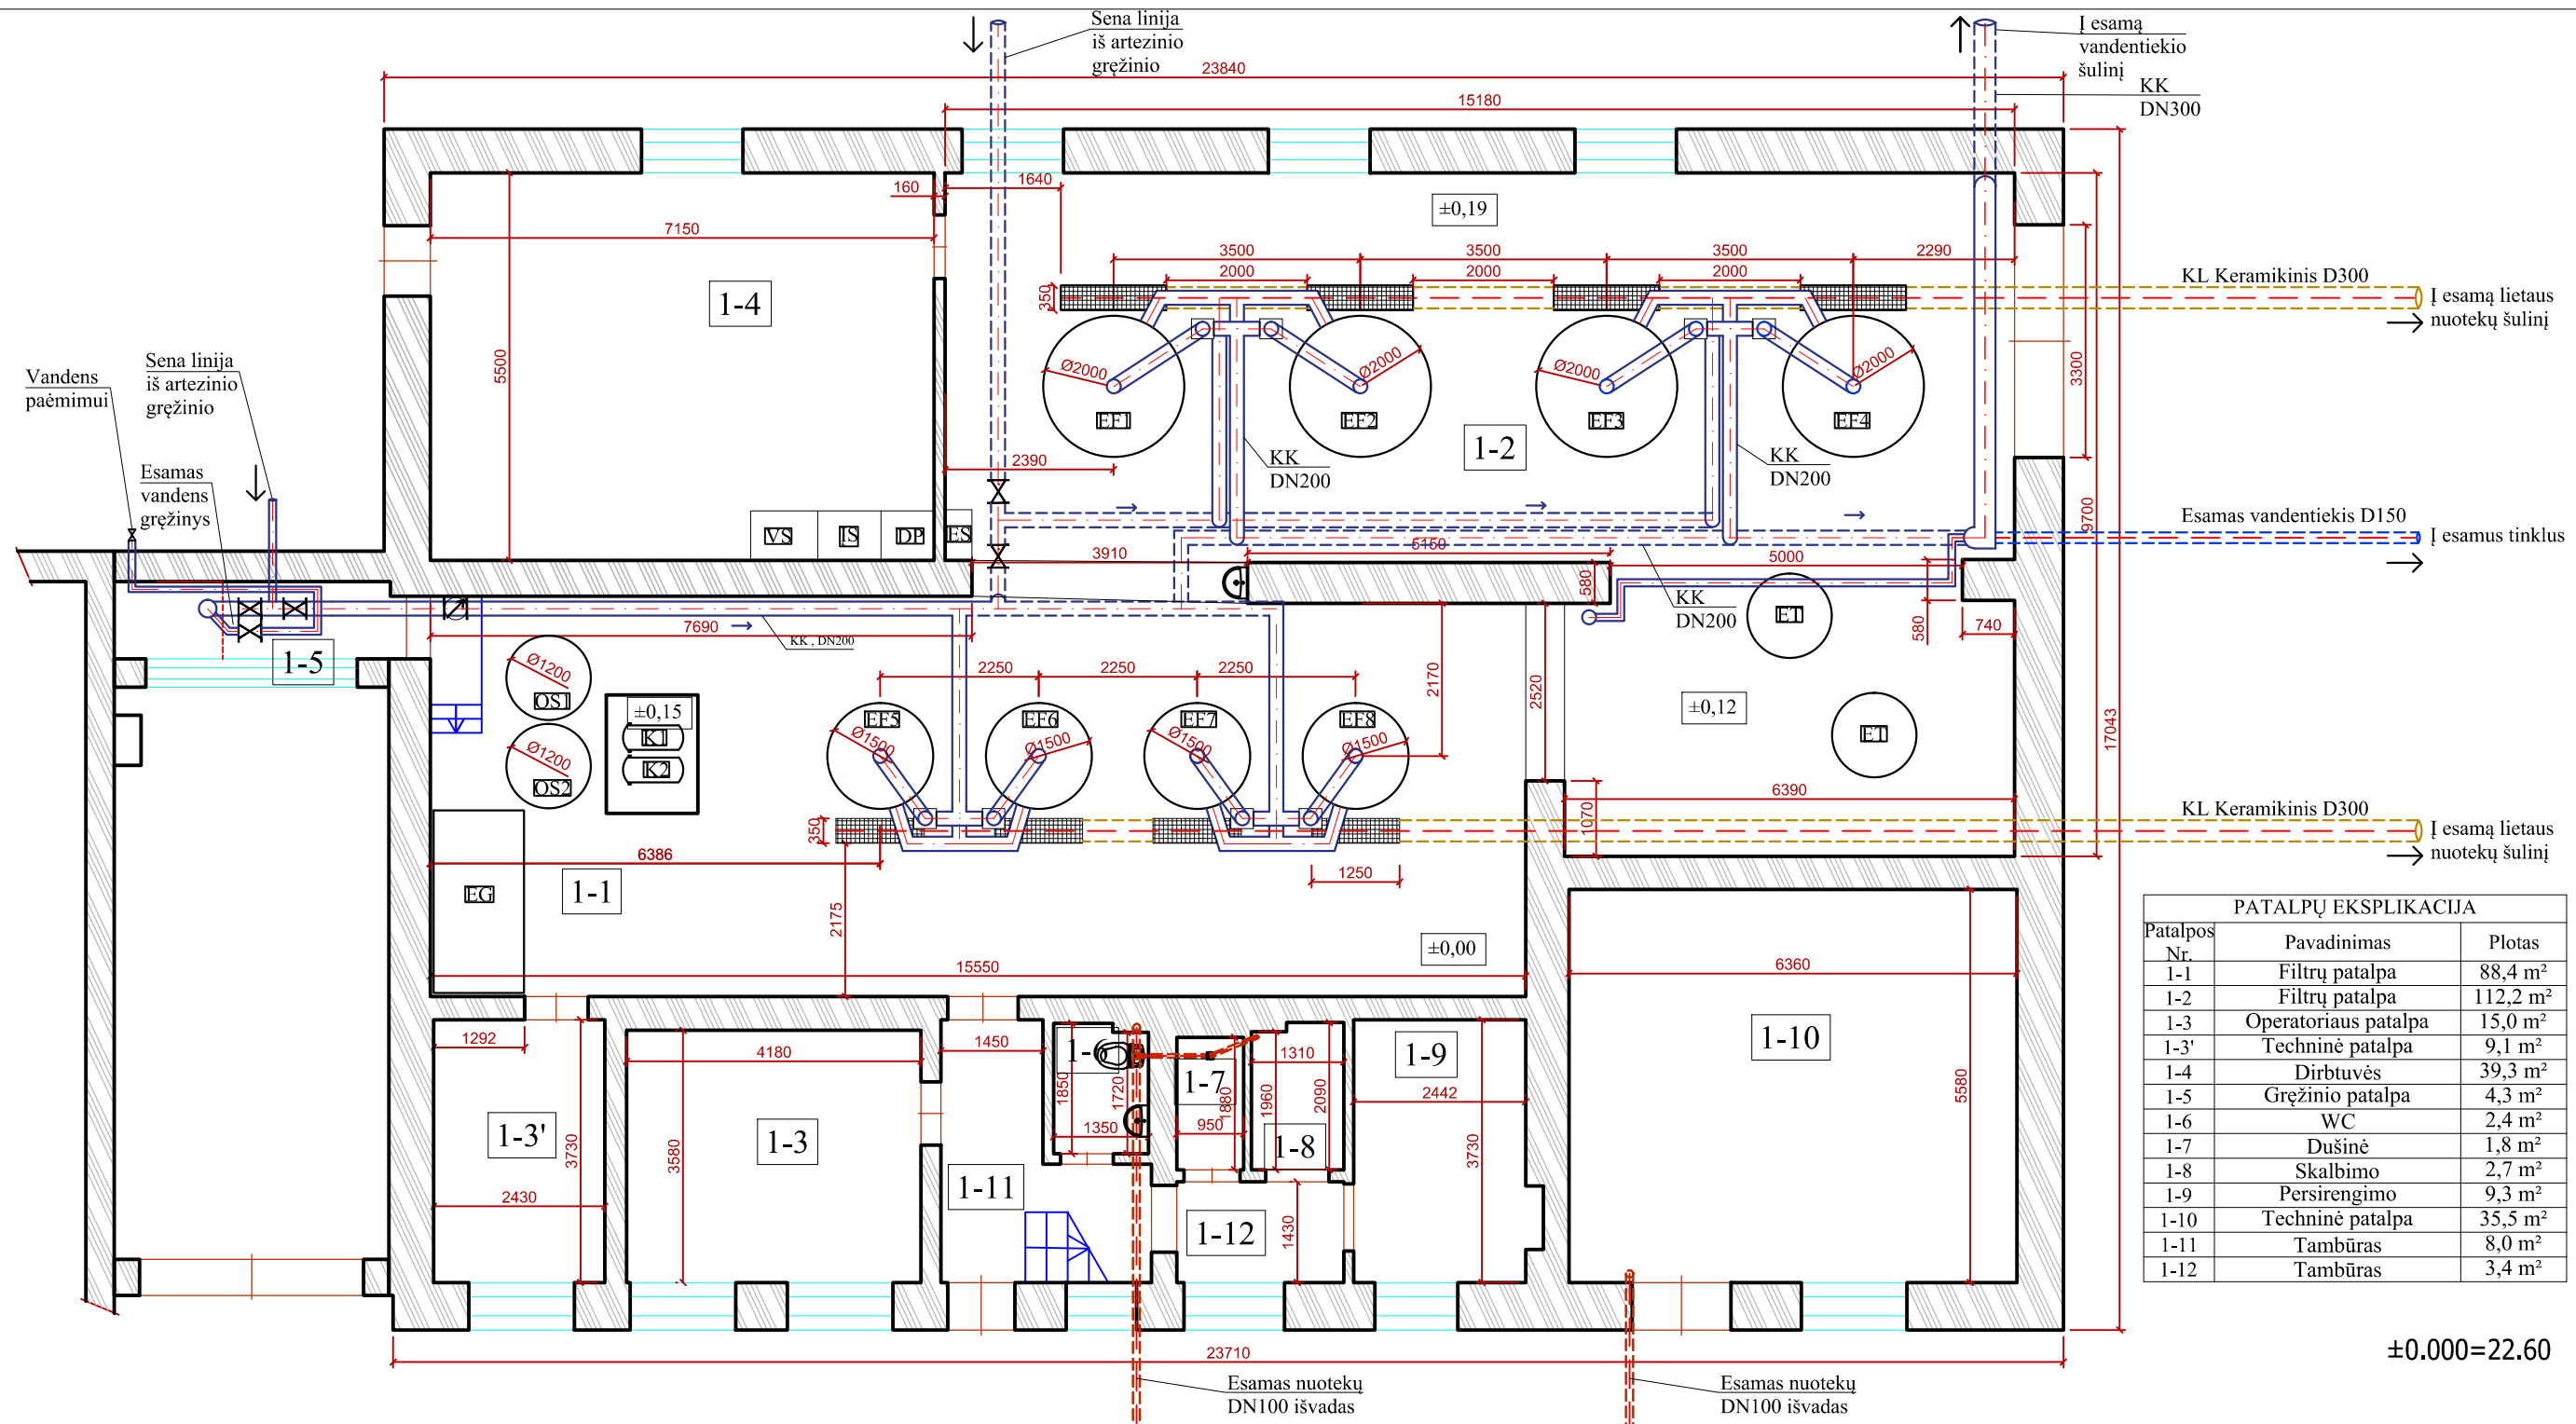 Sena linija
iš artezinio
gręžinio
Į esamą
vandentiekio
šulinį
KK
DN300
23840
15180
160
1640
±0,19
7150
3500
3500
3500
2290
2000
2000
2000
350
KL Keramikinis D300
Į esamą lietaus
nuotekų šulinį
1-4
5500
3300
Ø2000
Ø2000
Ø2000
Ø2000
EF1
EF2
EF3
EF4
1-2
Sena linija
iš artezinio
gręžinio
Vandens
paėmimui
Esamas
vandens
gręžinys
2390
KK
DN200
KK
DN200
9700
VS
IS
DP
ES
3910
5150
5000
Esamas vandentiekis D150
Į esamus tinklus
580
KK
DN200
580
740
ET
7690
KK , DN200
1-5
Ø1200
OS1
Ø1200
OS2
±0,15
K1
K2
2250
2250
2250
2170
2520
±0,12
ET
17043
EF5
EF6
EF7
EF8
Ø1500
Ø1500
Ø1500
Ø1500
350
6386
1250
1070
6390
KL Keramikinis D300
Į esamą lietaus
nuotekų šulinį
EG
1-1
2175
±0,00
15550
6360
PATALPŲ EKSPLIKACIJA
Patalpos Nr. Pavadinimas Plotas
1-1 Filtrų patalpa 88,4 m²
1-2 Filtrų patalpa 112,2 m²
1-3 Operatoriaus patalpa 15,0 m²
1-3' Techninė patalpa 9,1 m²
1-4 Dirbtuvės 39,3 m²
1-5 Gręžinio patalpa 4,3 m²
1-6 WC 2,4 m²
1-7 Dušinė 1,8 m²
1-8 Skalbimo 2,7 m²
1-9 Persirengimo 9,3 m²
1-10 Techninė patalpa 35,5 m²
1-11 Tambūras 8,0 m²
1-12 Tambūras 3,4 m²
1292
4180
1450
1-6
1850
1720
1350
1-7
1880
950
1310
1960
2090
1-8
1-9
2442
3730
1-10
5580
1-3'
3730
2430
1-3
3580
1-11
1-12
1430
23710
±0.000=22.60
Esamas nuotekų
DN100 išvadas
Esamas nuotekų
DN100 išvadas